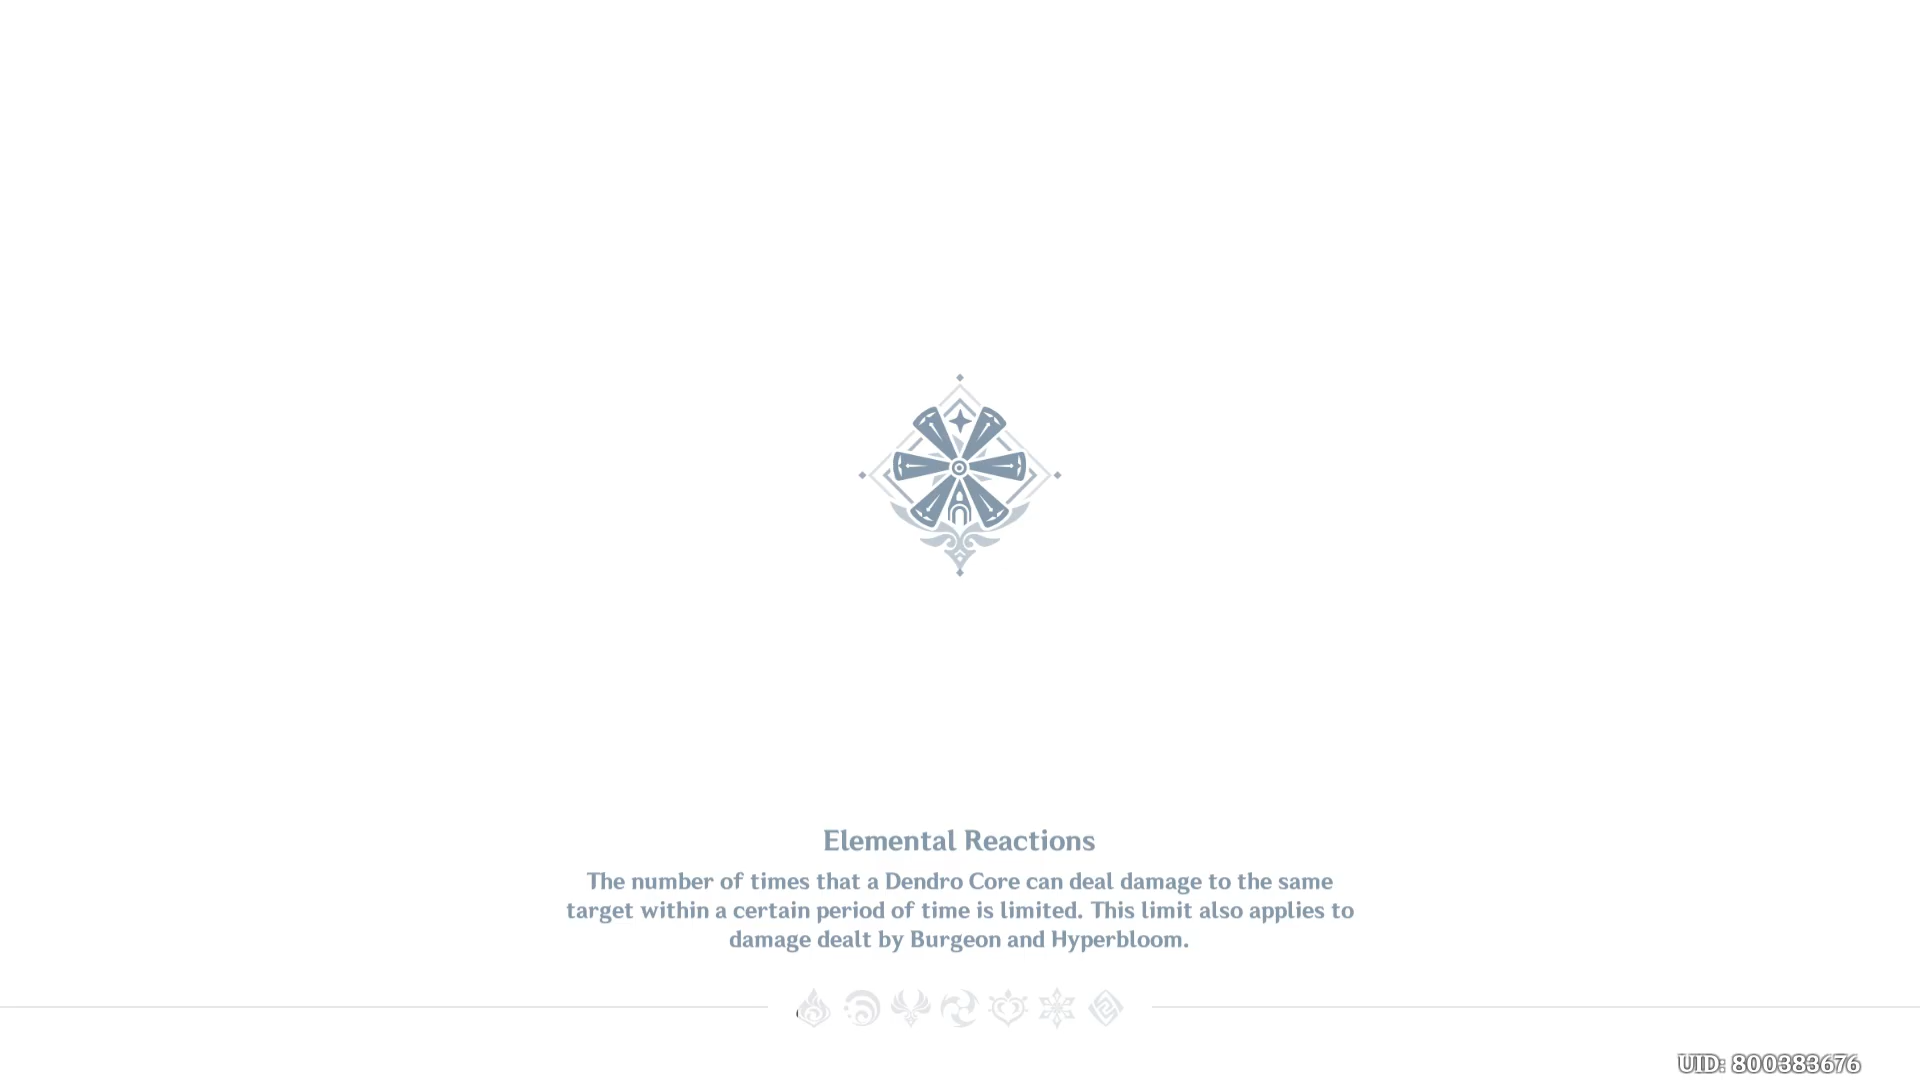 Elemental Reactions
The number of times that a Dendro Core can deal damage to the same
target within a certain period of time is limited. This limit also applies to
damage dealt by Burgeon and Hyperbloom.
UID: 800383676